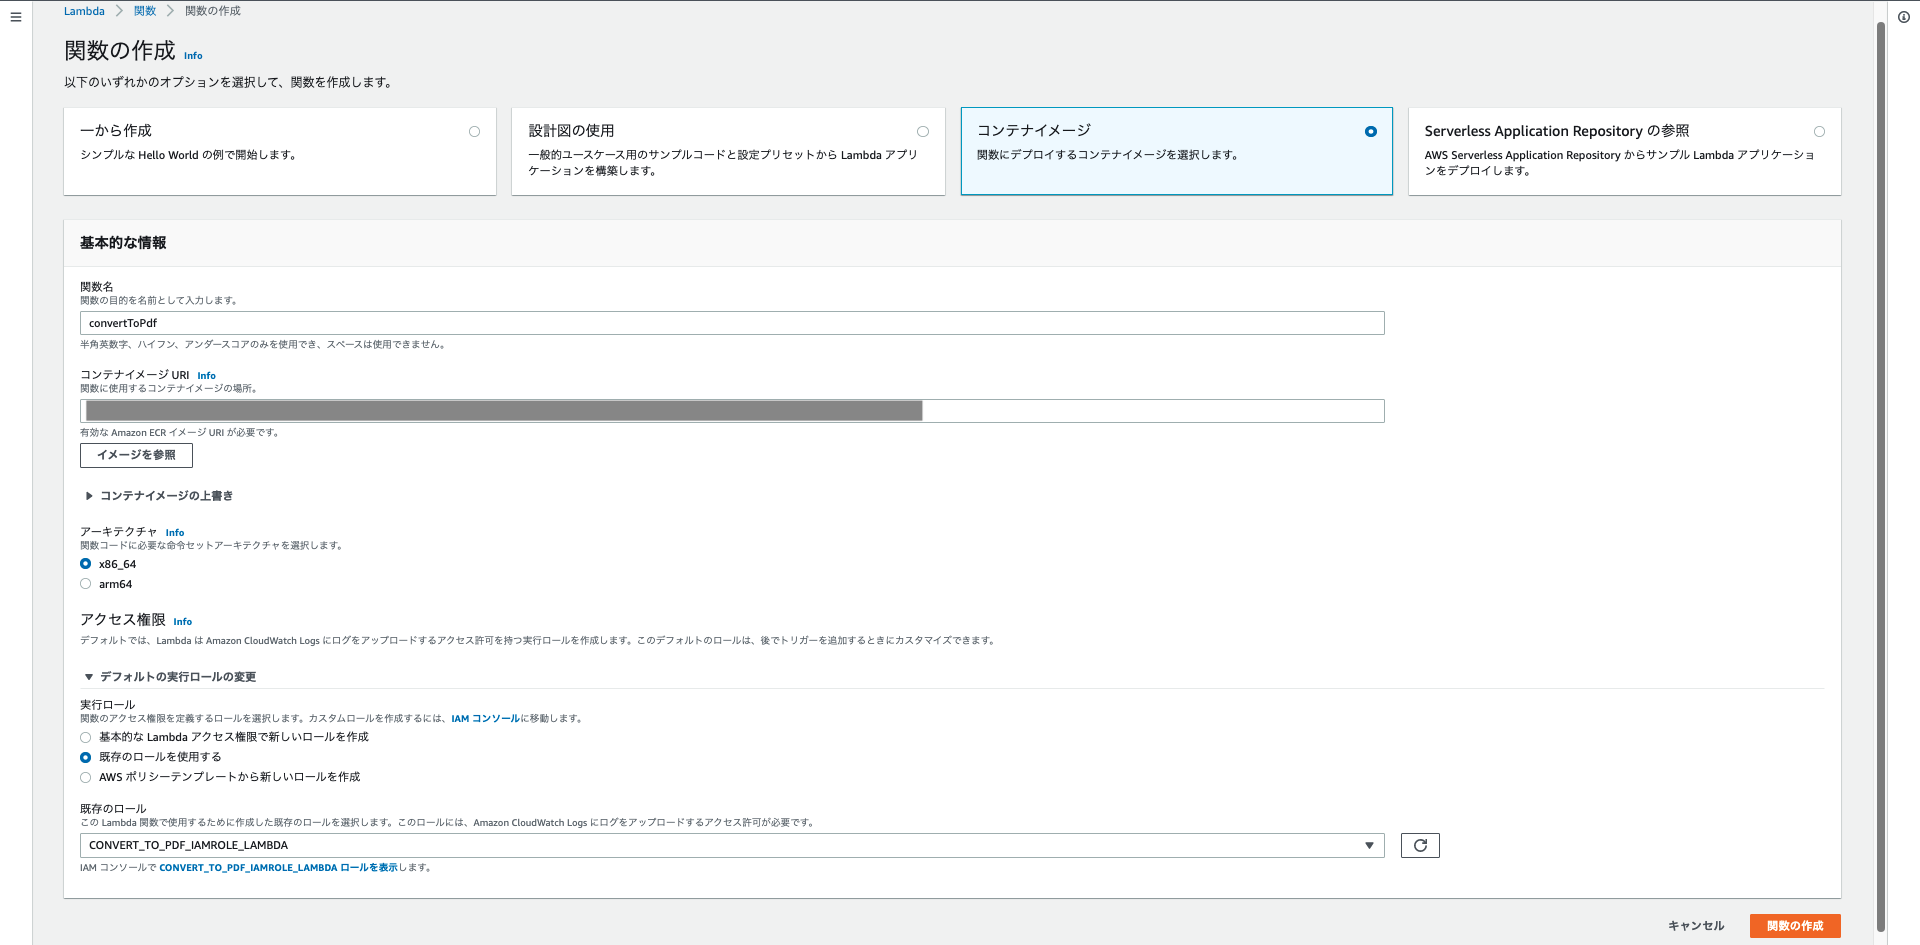 Lambda > 関数 > 関数の作成
関数の作成 Info
以下のいずれかのオプションを選択して、関数を作成します。
一から作成
シンプルな Hello World の例で開始します。
設計図の使用
一般的ユースケース用のサンプルコードと設定プリセットから Lambda アプリ
ケーションを構築します。
コンテナイメージ
関数にデプロイするコンテナイメージを選択します。
Serverless Application Repository の参照
AWS Serverless Application Repository からサンプル Lambda アプリケーショ
ンをデプロイします。
基本的な情報
関数名
関数の目的を名前として入力します。
convertToPdf
半角英数字、ハイフン、アンダースコアのみを使用でき、スペースは使用できません。
コンテナイメージ URI Info
関数に使用するコンテナイメージの場所。
有効な Amazon ECR イメージ URI が必要です。
イメージを参照
コンテナイメージの上書き
アーキテクチャ Info
関数コードに必要な命令セットアーキテクチャを選択します。
x86_64
arm64
アクセス権限 Info
デフォルトでは、Lambda は Amazon CloudWatch Logs にログをアップロードするアクセス許可を持つ実行ロールを作成します。このデフォルトのロールは、後でトリガーを追加するときにカスタマイズできます。
デフォルトの実行ロールの変更
実行ロール
関数のアクセス権限を定義するロールを選択します。カスタムロールを作成するには、IAM コンソールに移動します。
基本的な Lambda アクセス権限で新しいロールを作成
既存のロールを使用する
AWS ポリシーテンプレートから新しいロールを作成
既存のロール
この Lambda 関数で使用するために作成した既存のロールを選択します。このロールには、Amazon CloudWatch Logs にログをアップロードするアクセス許可が必要です。
CONVERT_TO_PDF_IAMROLE_LAMBDA
IAM コンソールで CONVERT_TO_PDF_IAMROLE_LAMBDA ロールを表示します。
キャンセル
関数の作成